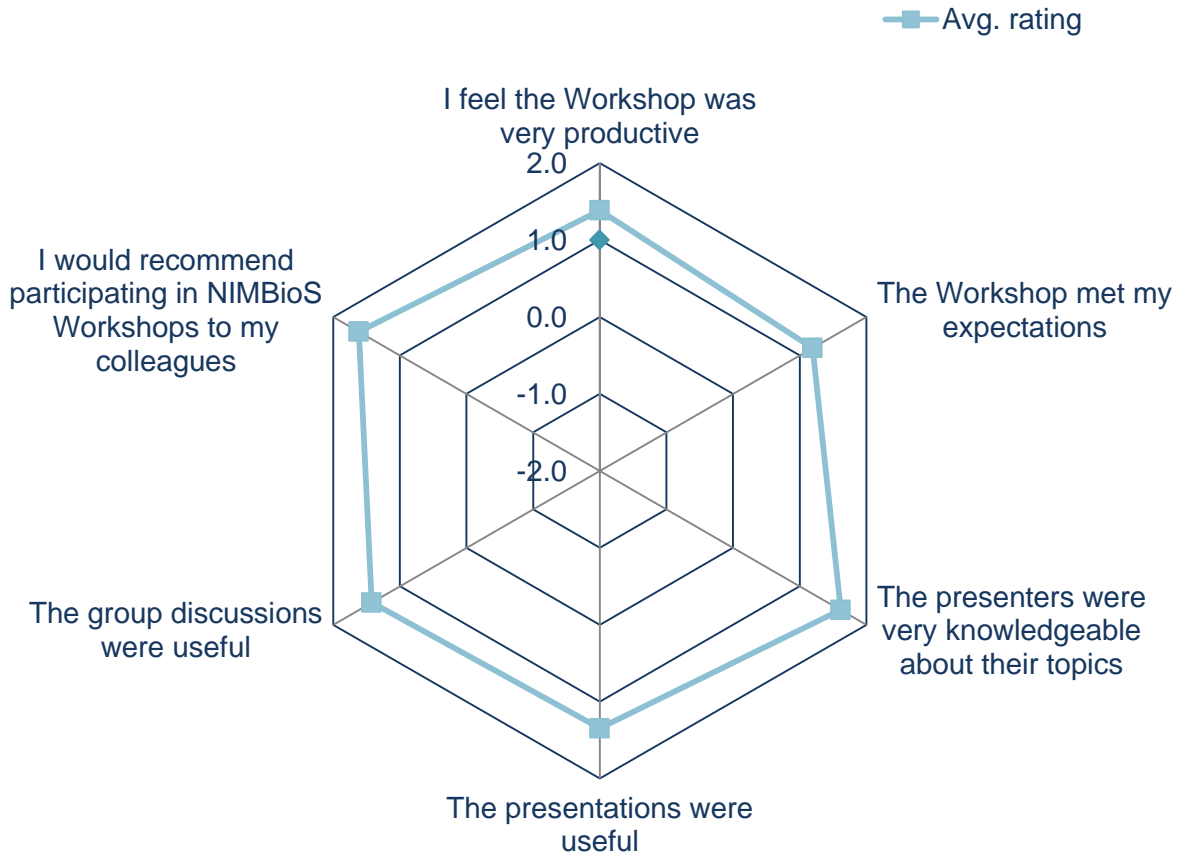 Avg. rating
I feel the Workshop was
very productive
2.0
1.0
0.0
-1.0
-2.0
The Workshop met my
expectations
The presenters were
very knowledgeable
about their topics
The presentations were
useful
The group discussions
were useful
I would recommend
participating in NIMBioS
Workshops to my
colleagues